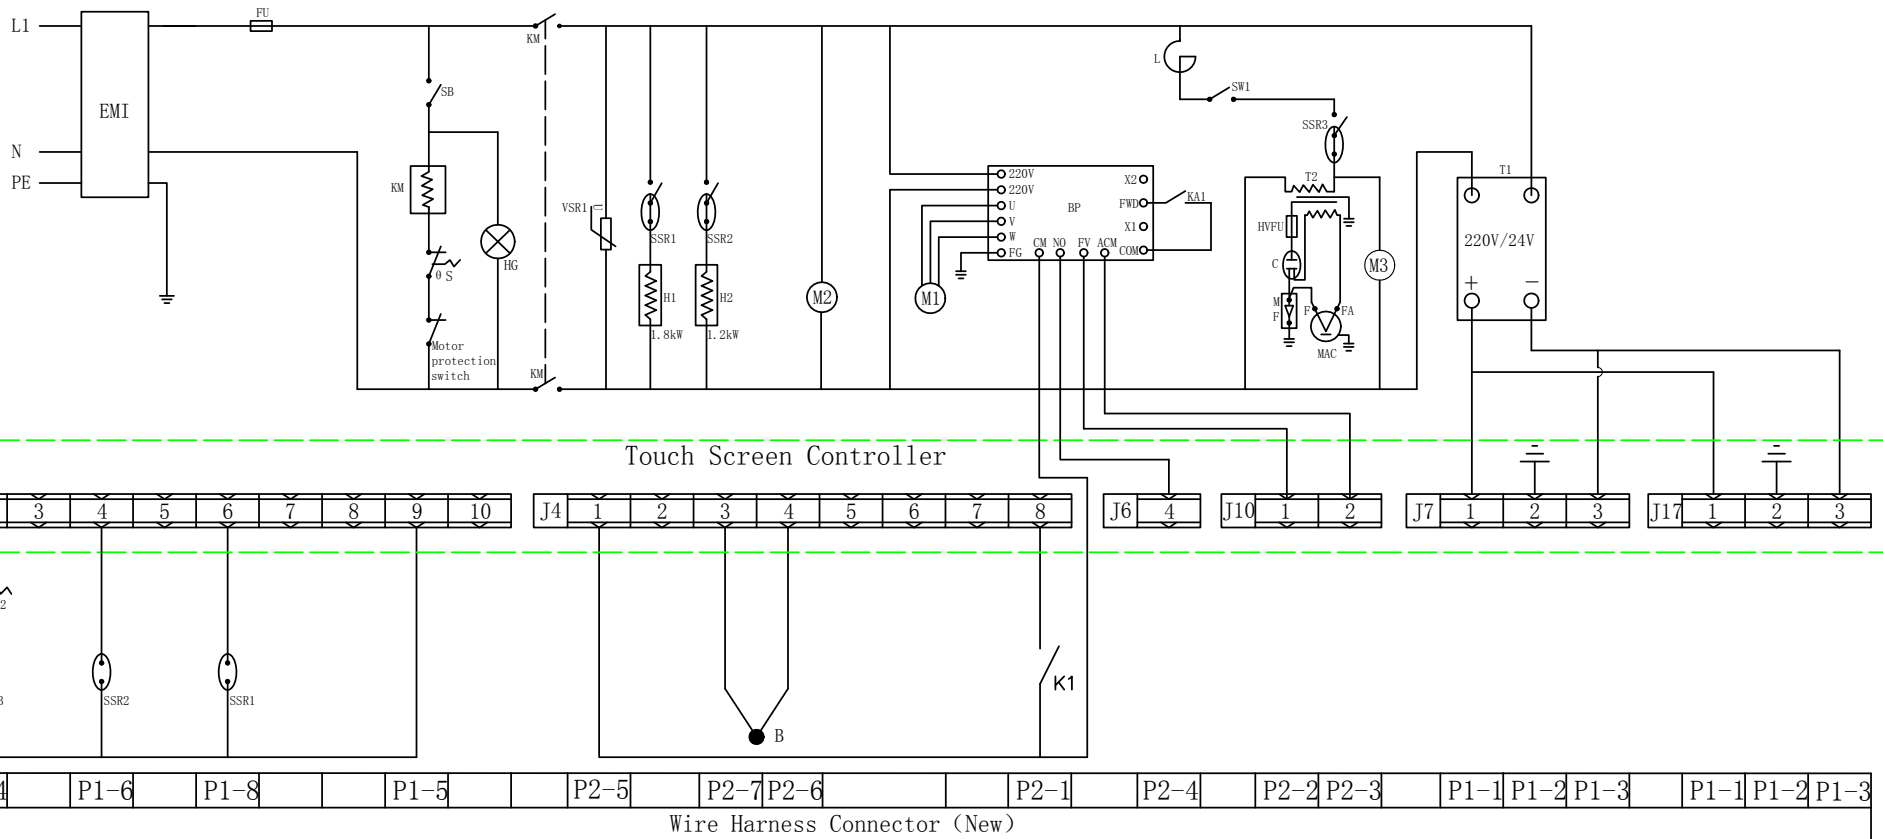 L1
FU
KM
L
SB
SW1
EMI
SSR3
N
T2
T1
PE
KM
VSR1
SSR1
SSR2
HG
θ S
220V
220V
U
V
W
FG
BP
X2
FWD
X1
COM
CM NO FV ACM
KA1
HVFU
C
M3
220V/24V
+ −
H1
H2
M2
M1
M
F
F
FA
1.8kW
1.2kW
MAC
Motor
protection
switch
KM
Touch Screen Controller
3 4 5 6 7 8 9 10
J4 1 2 3 4 5 6 7 8
J6 4
J10 1 2
J7 1 2 3
J17 1 2 3
2
SSR2
SSR1
K1
B
P1-6 P1-8 P1-5 P2-5 P2-7 P2-6 P2-1 P2-4 P2-2 P2-3 P1-1 P1-2 P1-3 P1-1 P1-2 P1-3
Wire Harness Connector (New)